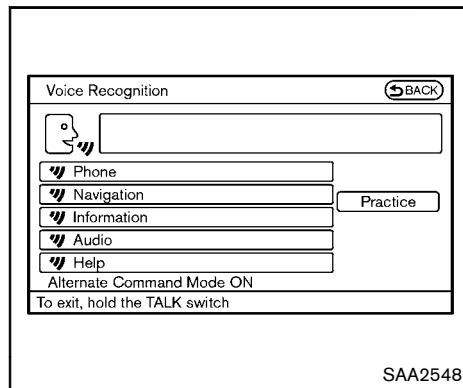 Voice Recognition
BACK
Phone
Navigation
Practice
Information
Audio
Help
Alternate Command Mode ON
To exit, hold the TALK switch
SAA2548